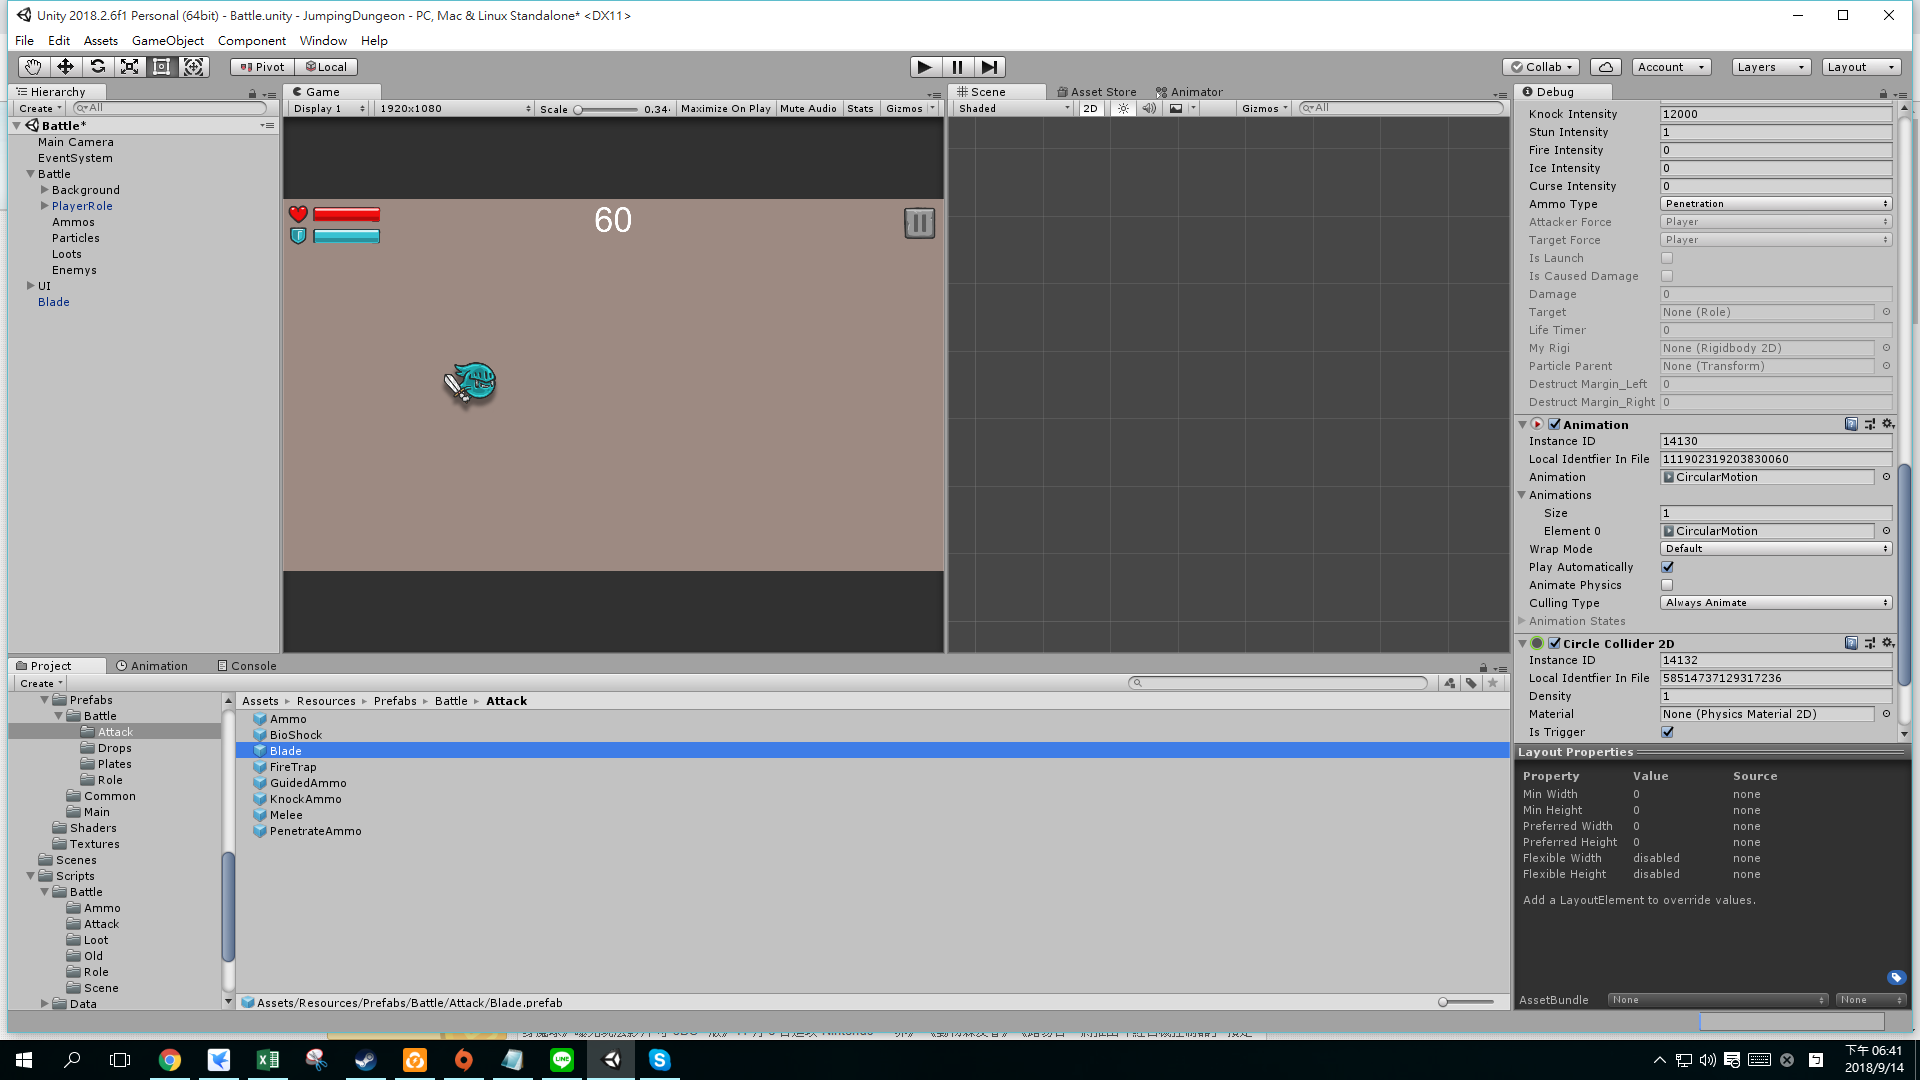 Unity 2018.2.6f1 Personal (64bit) - Battle.unity - JumpingDungeon - PC, Mac & Linux Standalone* <DX11>
File Edit Assets GameObject Component Window Help
Pivot Local Collab Account Layers Layout
Hierarchy
Create All
Battle*
Main Camera
EventSystem
Battle
Background
PlayerRole
Ammos
Particles
Loots
Enemys
UI
Blade
Game
Display 1 1920x1080 Scale 0.34 Maximize On Play Mute Audio Stats Gizmos
60
Scene Asset Store Animator
Shaded 2D Gizmos All
Debug
Knock Intensity 12000
Stun Intensity 1
Fire Intensity 0
Ice Intensity 0
Curse Intensity 0
Ammo Type Penetration
Attacker Force Player
Target Force Player
Is Launch
Is Caused Damage
Damage 0
Target None (Role)
Life Timer 0
My Rigi None (Rigidbody 2D)
Particle Parent None (Transform)
Destruct Margin_Left 0
Destruct Margin_Right 0
Animation
Instance ID 14130
Local Identfier In File 111902319203830060
Animation CircularMotion
Animations
Size 1
Element 0 CircularMotion
Wrap Mode Default
Play Automatically
Animate Physics
Culling Type Always Animate
Animation States
Circle Collider 2D
Instance ID 14132
Local Identfier In File 58514737129317236
Density 1
Material None (Physics Material 2D)
Is Trigger
Layout Properties
Property Value Source
Min Width 0 none
Min Height 0 none
Preferred Width 0 none
Preferred Height 0 none
Flexible Width disabled none
Flexible Height disabled none
Add a LayoutElement to override values.
AssetBundle None None
Project Animation Console
Create
Prefabs
Battle
Attack
Drops
Plates
Role
Common
Main
Shaders
Textures
Scenes
Scripts
Battle
Ammo
Attack
Loot
Old
Role
Scene
Data
Assets Resources Prefabs Battle Attack
Ammo
BioShock
Blade
FireTrap
GuidedAmmo
KnockAmmo
Melee
PenetrateAmmo
Assets/Resources/Prefabs/Battle/Attack/Blade.prefab
下午 06:41
2018/9/14